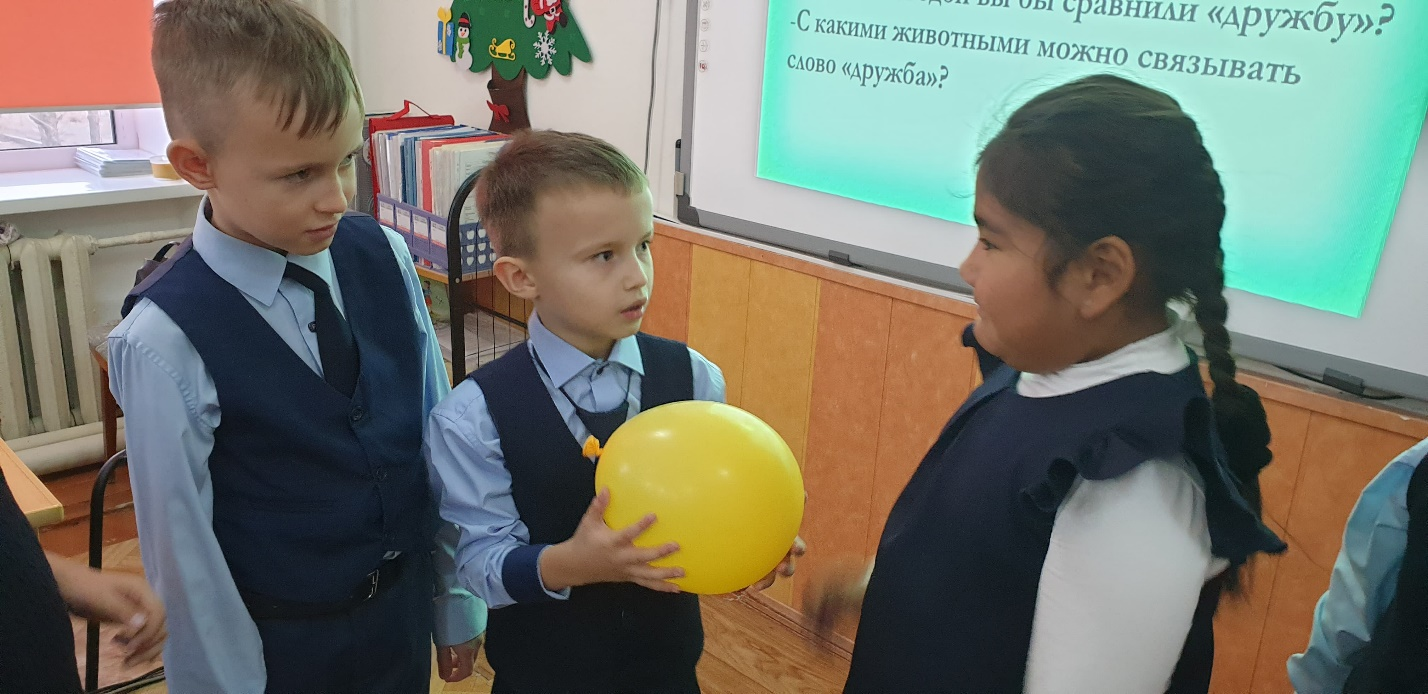 вы бы сравнили «дружбу»?
-С какими животными можно связывать
слово «дружба»?